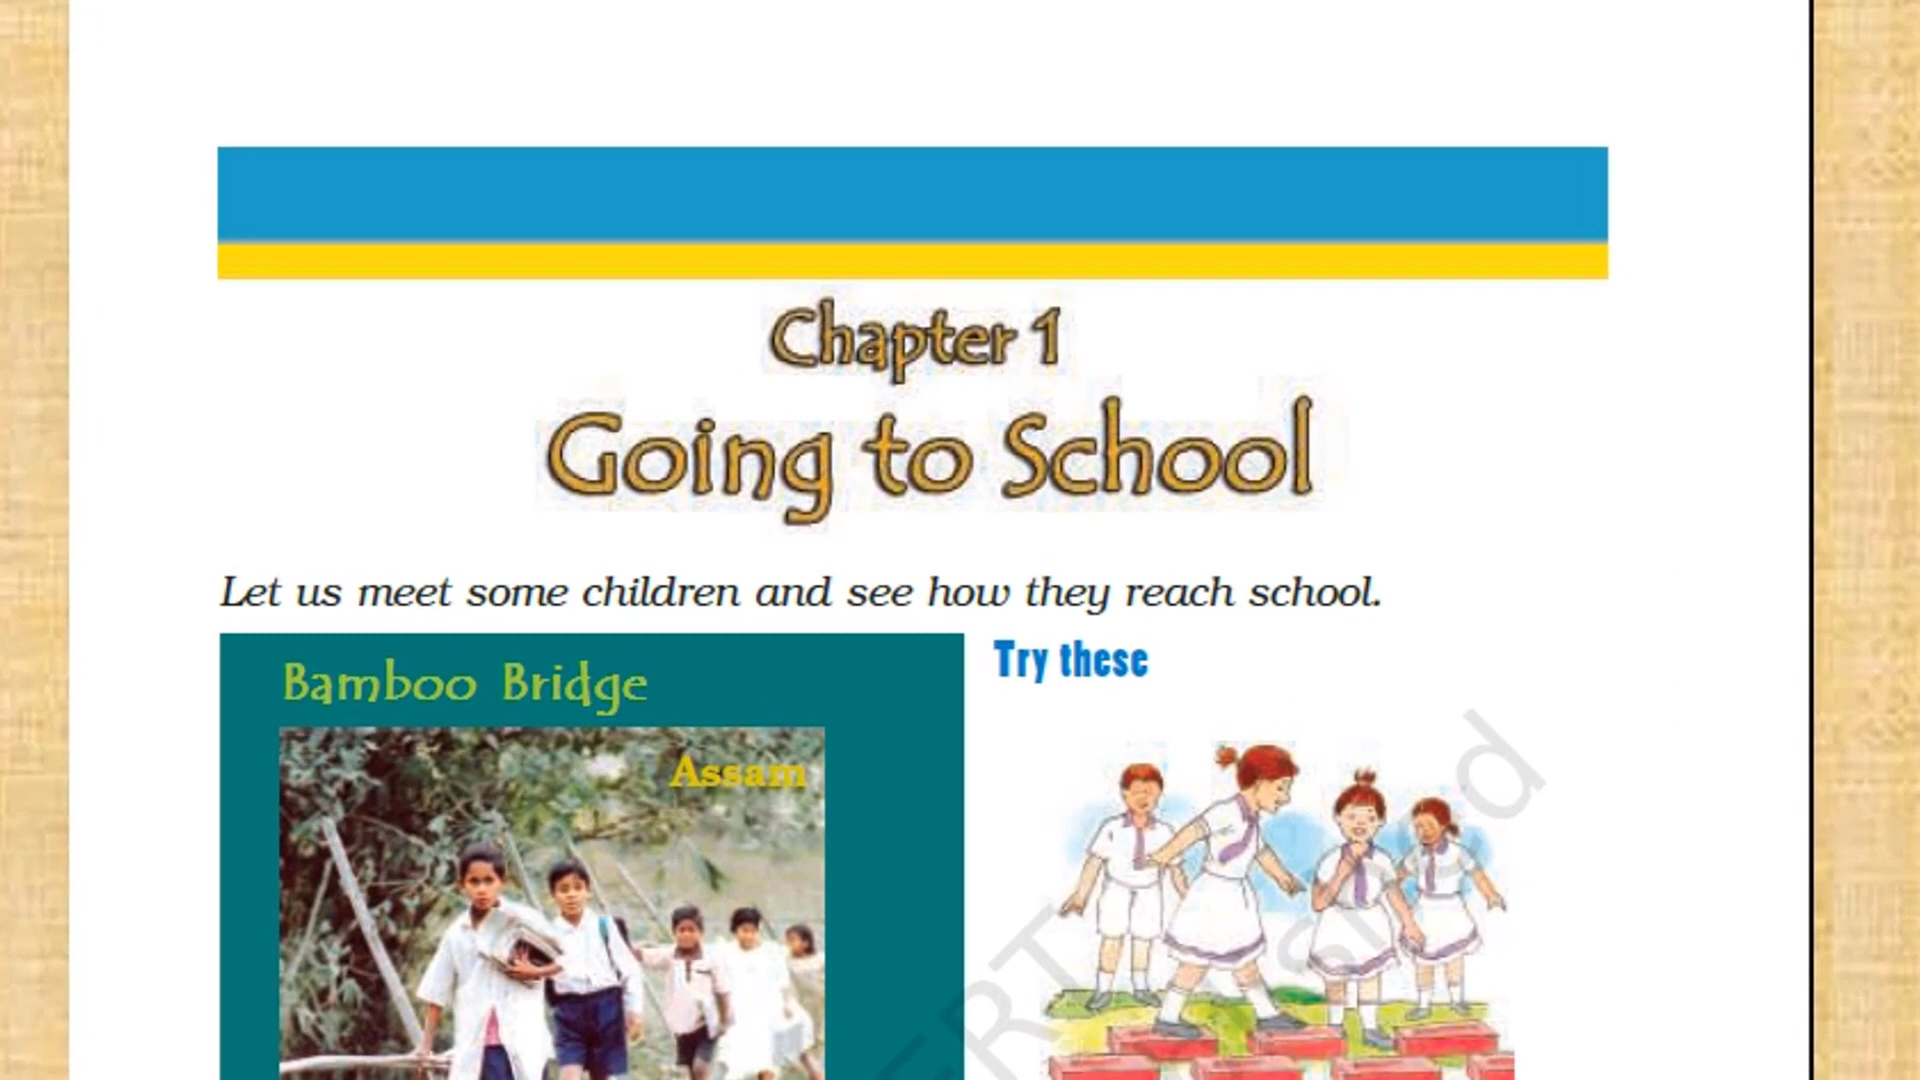 Chapter 1
Going to School
Let us meet some children and see how they reach school.
Bamboo Bridge
Assam
Try these